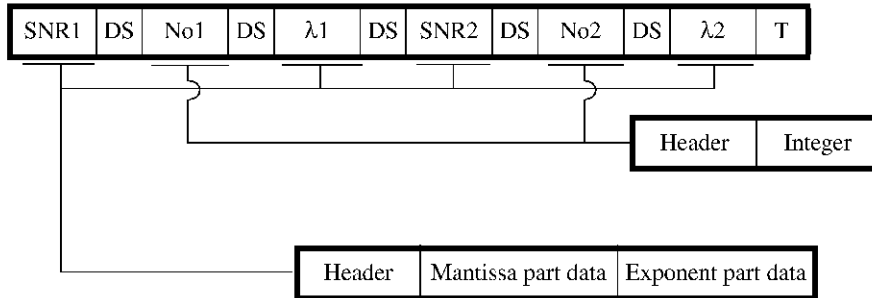 SNR1 DS No1 DS λ1 DS SNR2 DS No2 DS λ2 T
Header Integer
Header Mantissa part data Exponent part data